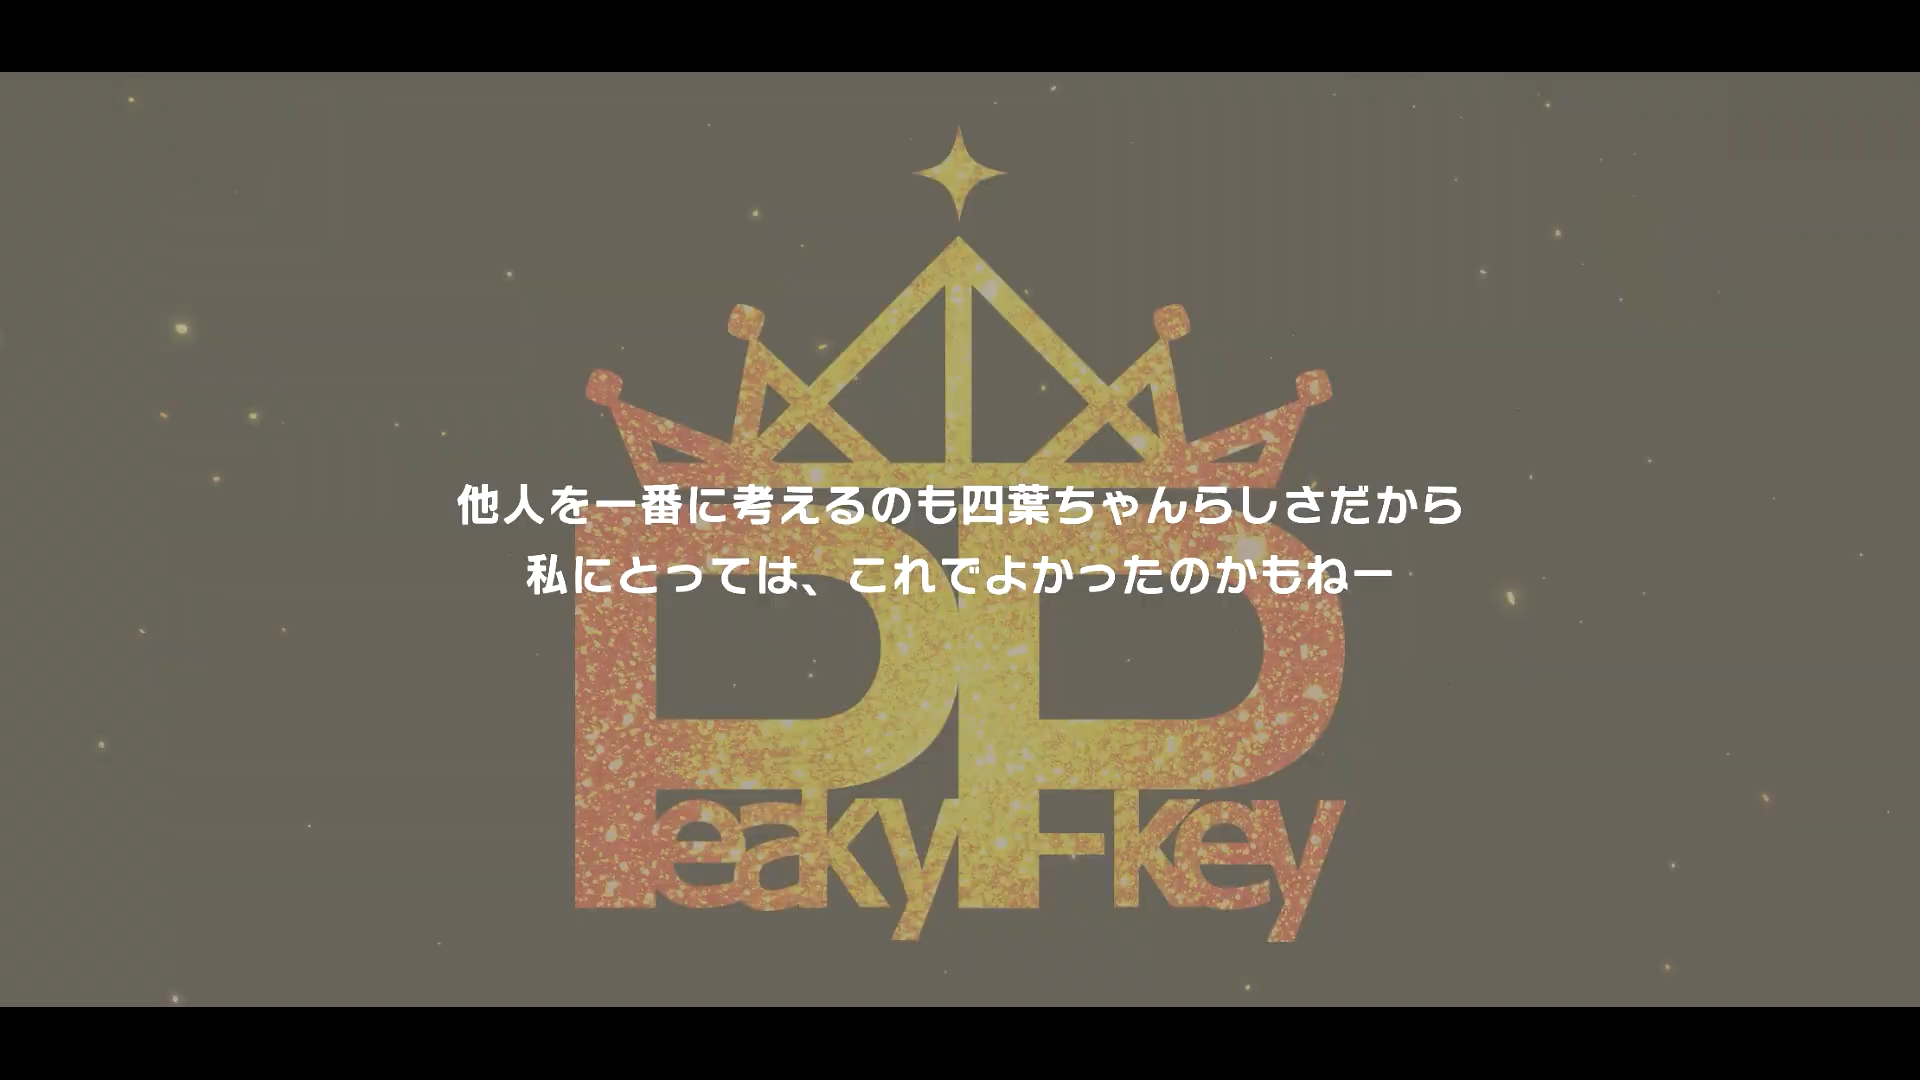 他人を一番に考えるのも四葉ちゃんらしさだから
私にとっては、これでよかったのかもねー
Peaky P-key